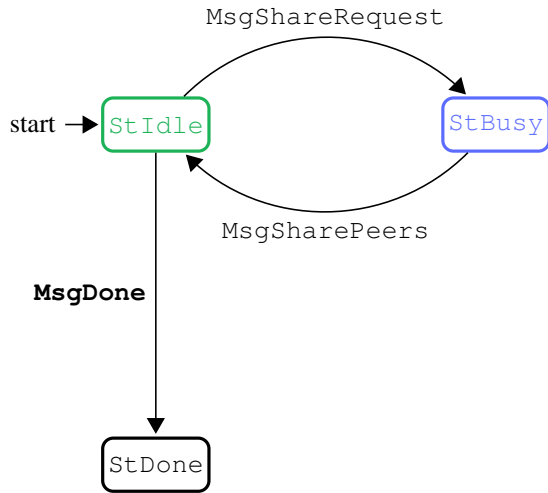 MsgShareRequest
start
StIdle
StBusy
MsgSharePeers
MsgDone
StDone